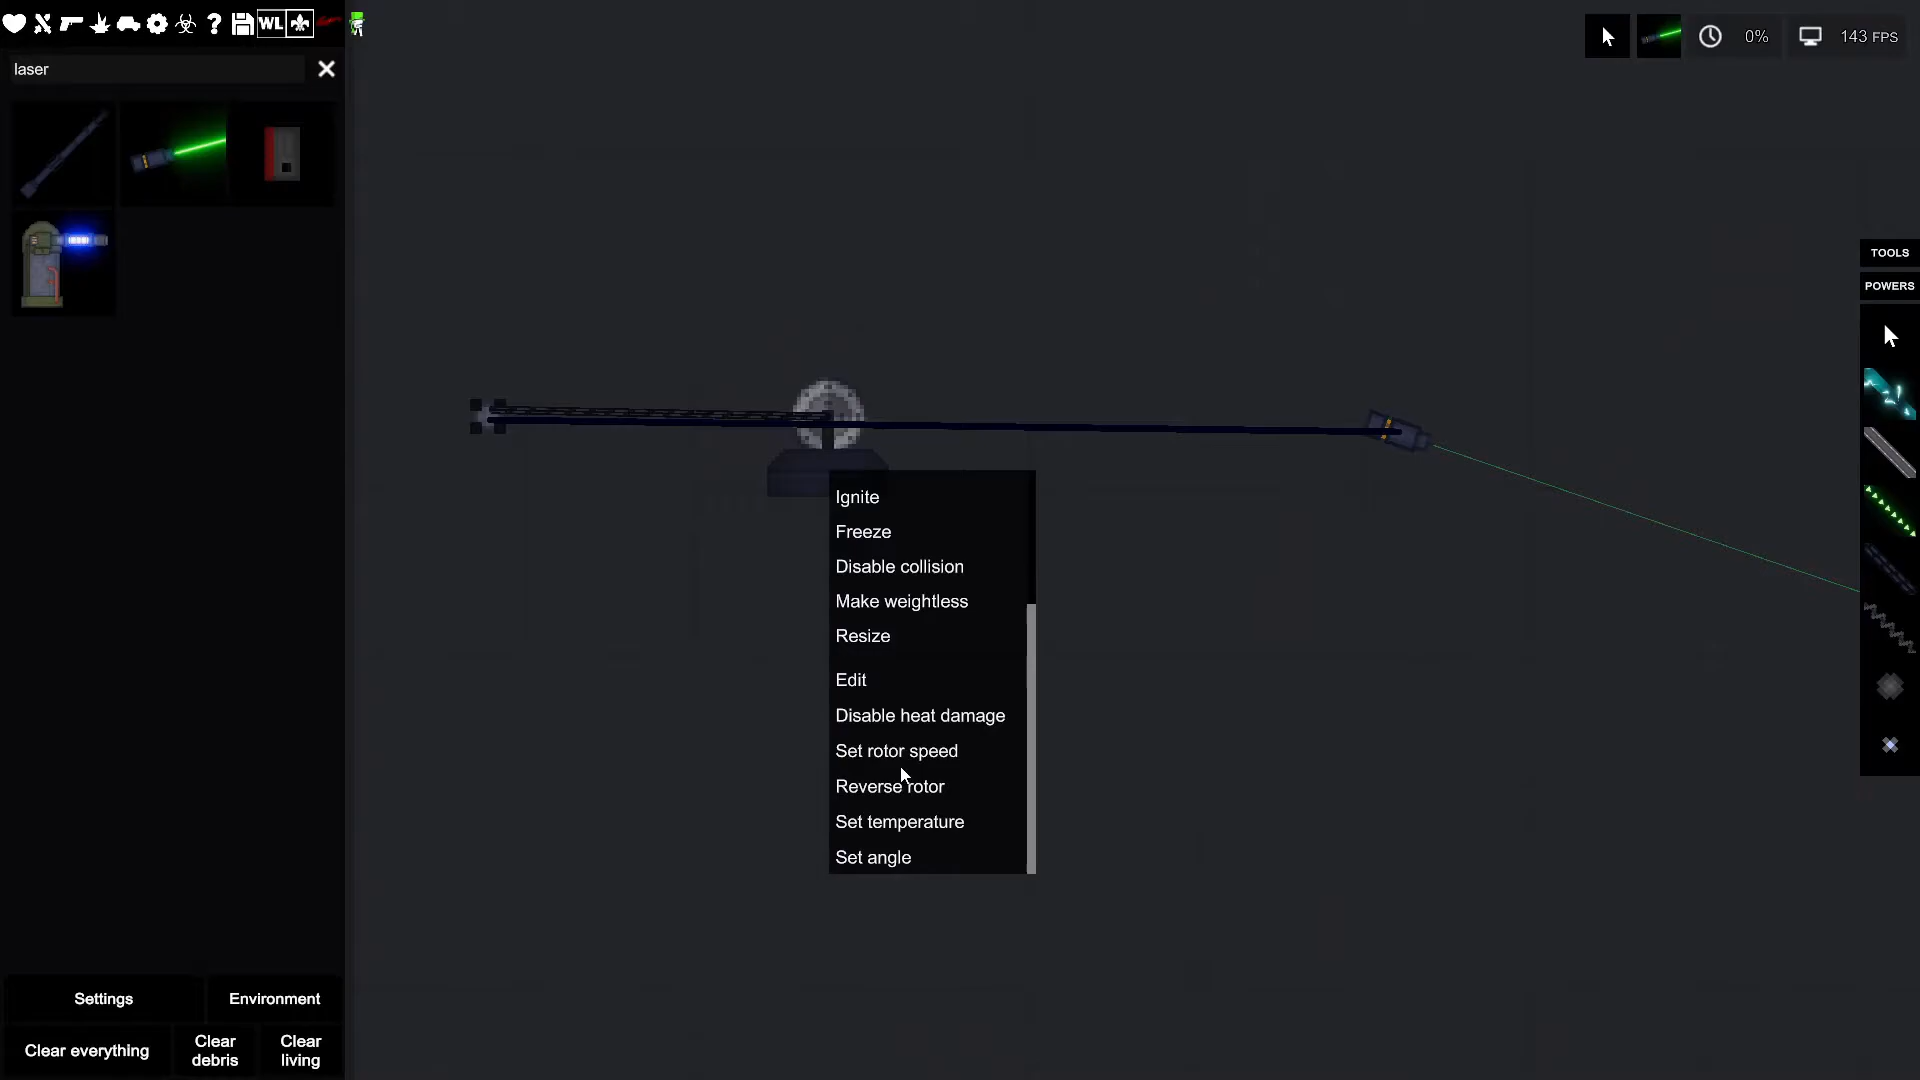 WL
laser
0%
143 FPS
TOOLS
POWERS
Ignite
Freeze
Disable collision
Make weightless
Resize
Edit
Disable heat damage
Set rotor speed
Reverse rotor
Set temperature
Set angle
Settings
Environment
Clear everything
Clear
debris
Clear
living